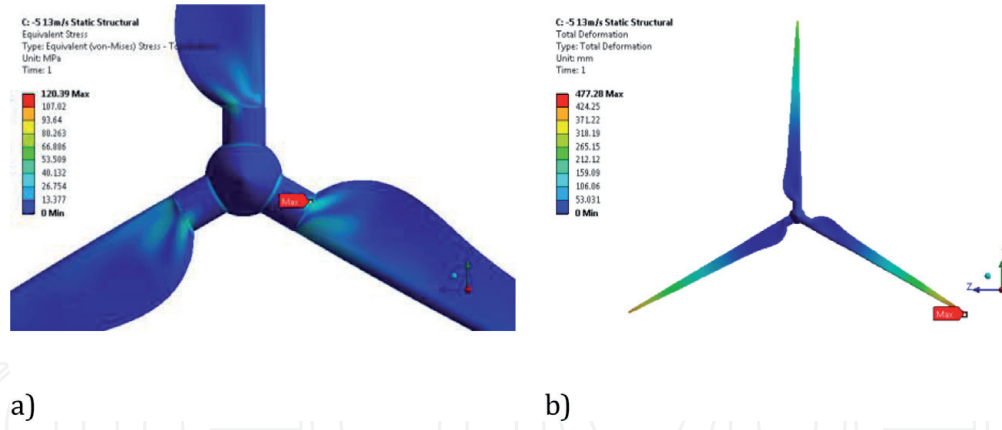 C: -5 13m/s Static Structural
Equivalent Stress
Type: Equivalent (von-Mises) Stress -
Unit: MPa
Time: 1
120.39 Max
107.02
93.64
80.263
66.886
53.509
40.132
26.754
13.377
0 Min
Max
C: -5 13m/s Static Structural
Total Deformation
Type: Total Deformation
Unit: mm
Time: 1
477.28 Max
424.25
371.22
318.19
265.15
212.12
159.09
106.06
53.031
0 Min
Max
Z
a)
b)